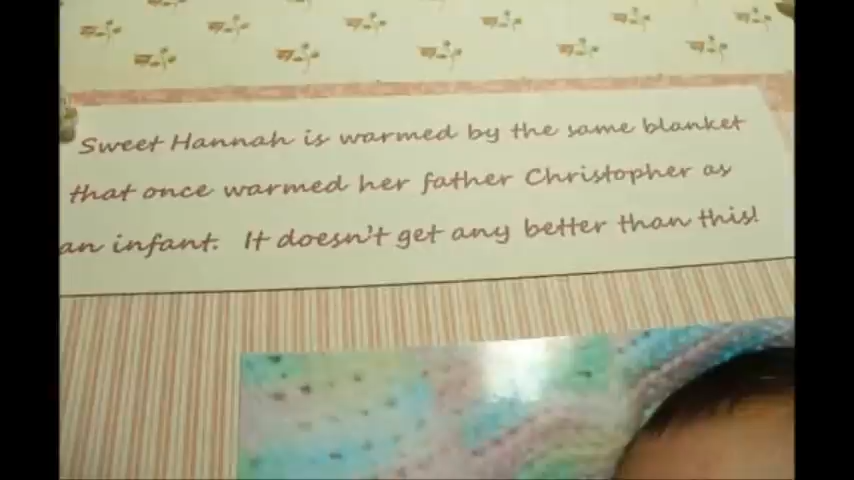 Sweet Hannah is warmed by the same blanket
that once warmed her father Christopher as
an infant. It doesn't get any better than this!